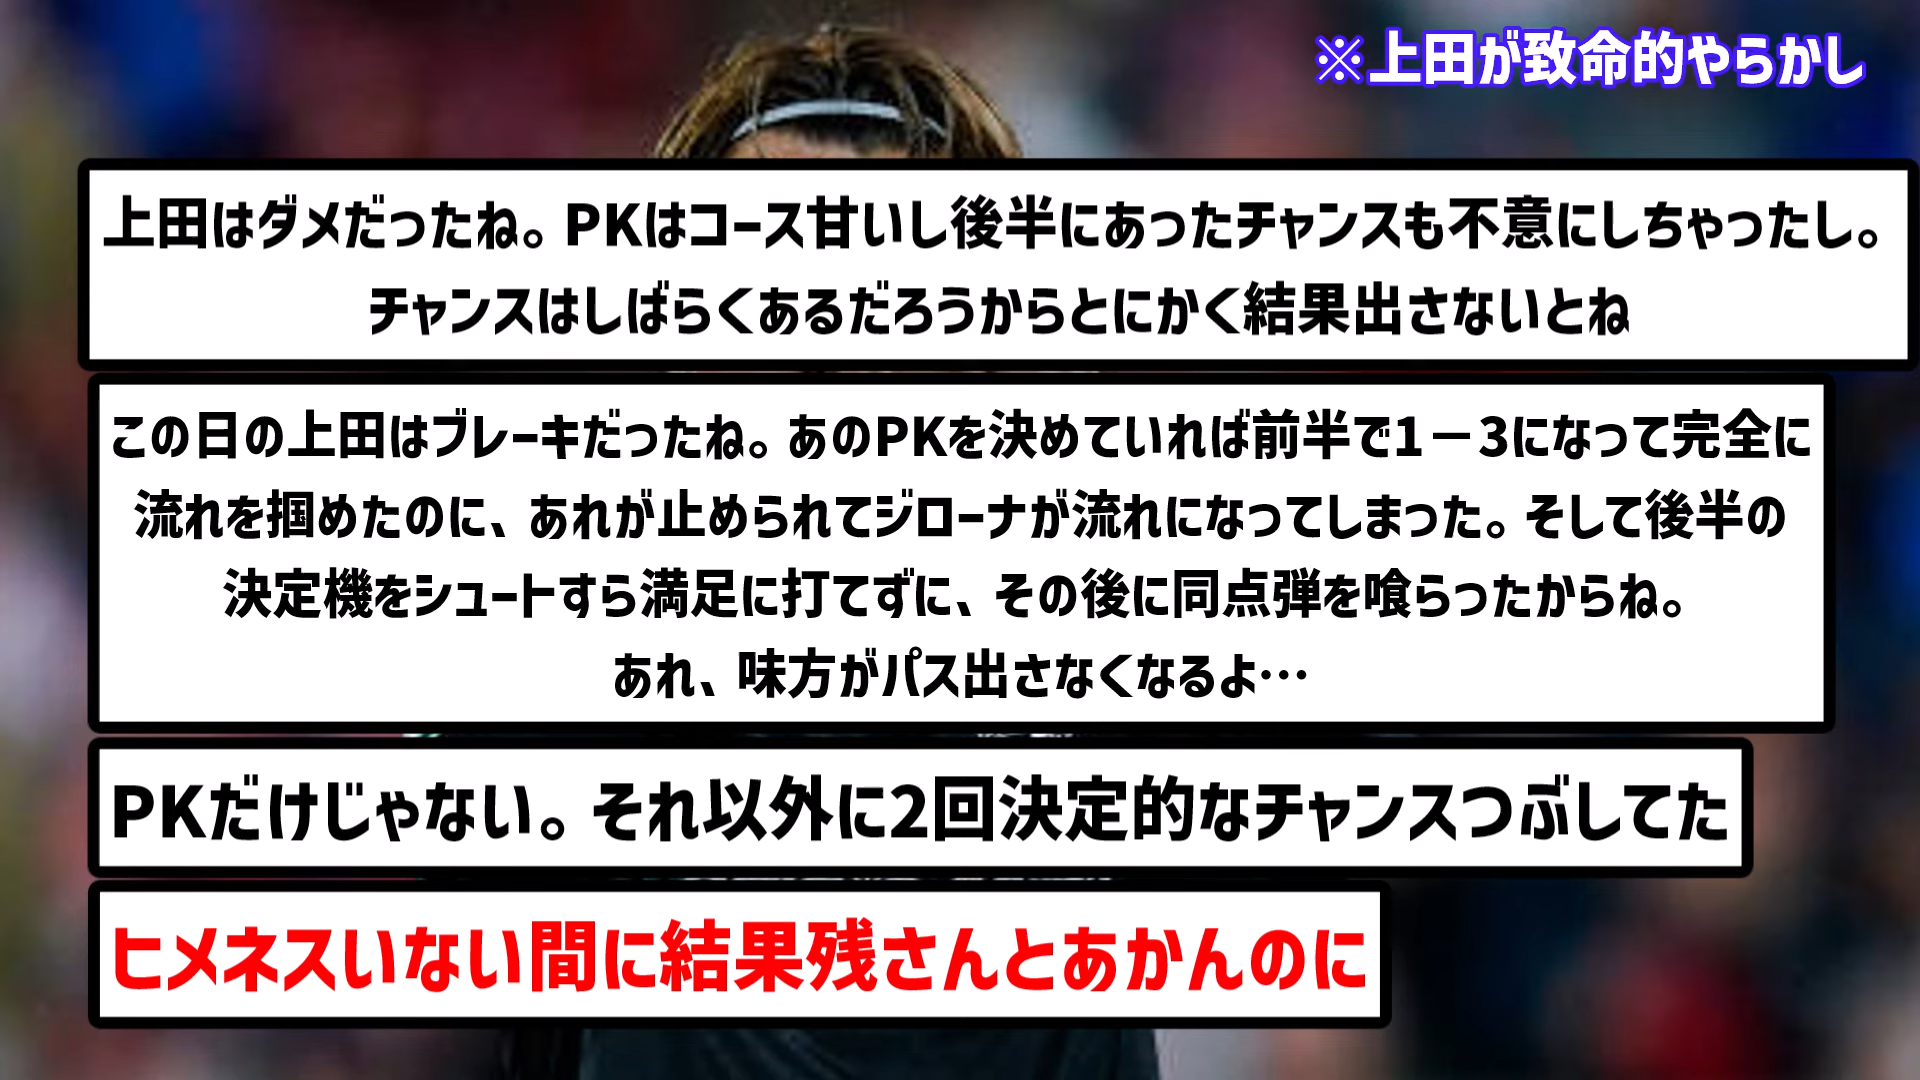 ※上田が致命的やらかし
上田はダメだったね。PKはコース甘いし後半にあったチャンスも不意にしちゃったし。
チャンスはしばらくあるだろうからとにかく結果出さないとね
この日の上田はブレーキだったね。あのPKを決めていれば前半で1－3になって完全に
流れを掴めたのに、あれが止められてジローナが流れになってしまった。そして後半の
決定機をシュートすら満足に打てずに、その後に同点弾を喰らったからね。
あれ、味方がパス出さなくなるよ…
PKだけじゃない。それ以外に2回決定的なチャンスつぶしてた
ヒメネスいない間に結果残さんとあかんのに